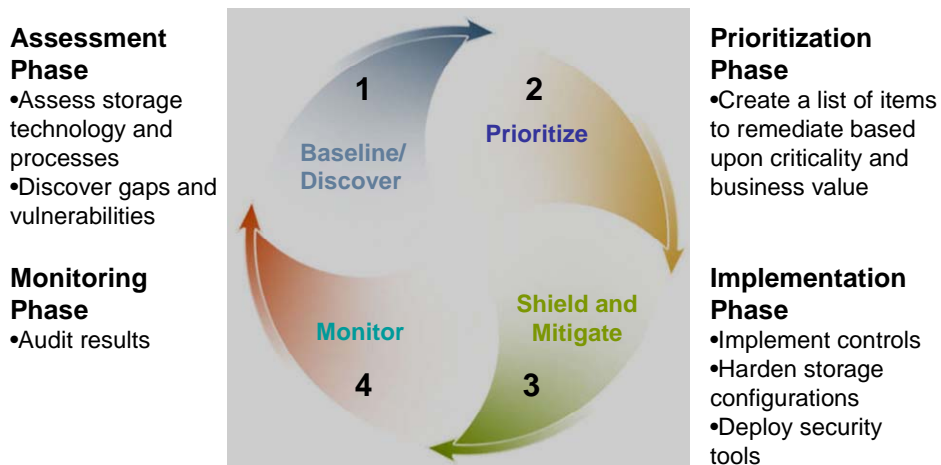 Assessment
Phase
•Assess storage
technology and
processes
•Discover gaps and
vulnerabilities
1
Baseline/
Discover
2
Prioritize
Prioritization
Phase
•Create a list of items
to remediate based
upon criticality and
business value
Monitoring
Phase
•Audit results
Monitor
4
Shield and
Mitigate
3
Implementation
Phase
•Implement controls
•Harden storage
configurations
•Deploy security
tools